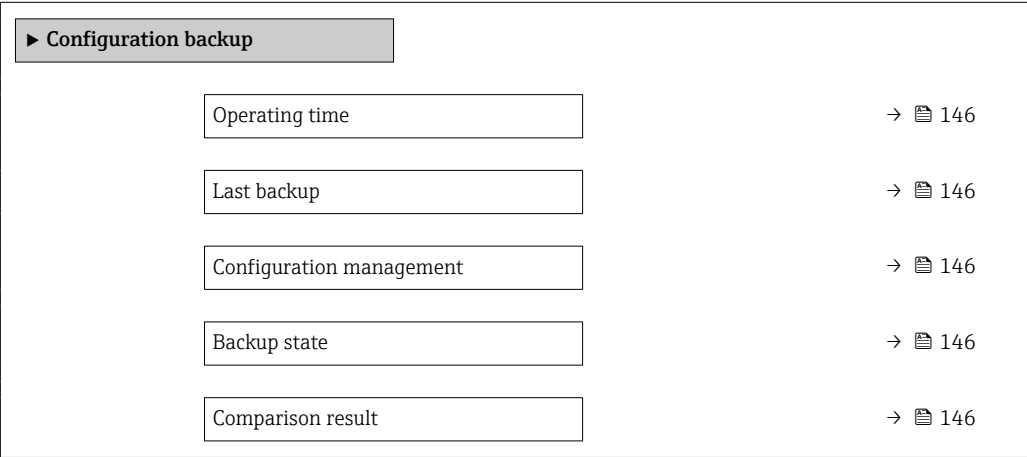 ► Configuration backup
Operating time → 🖹 146
Last backup → 🖹 146
Configuration management → 🖹 146
Backup state → 🖹 146
Comparison result → 🖹 146